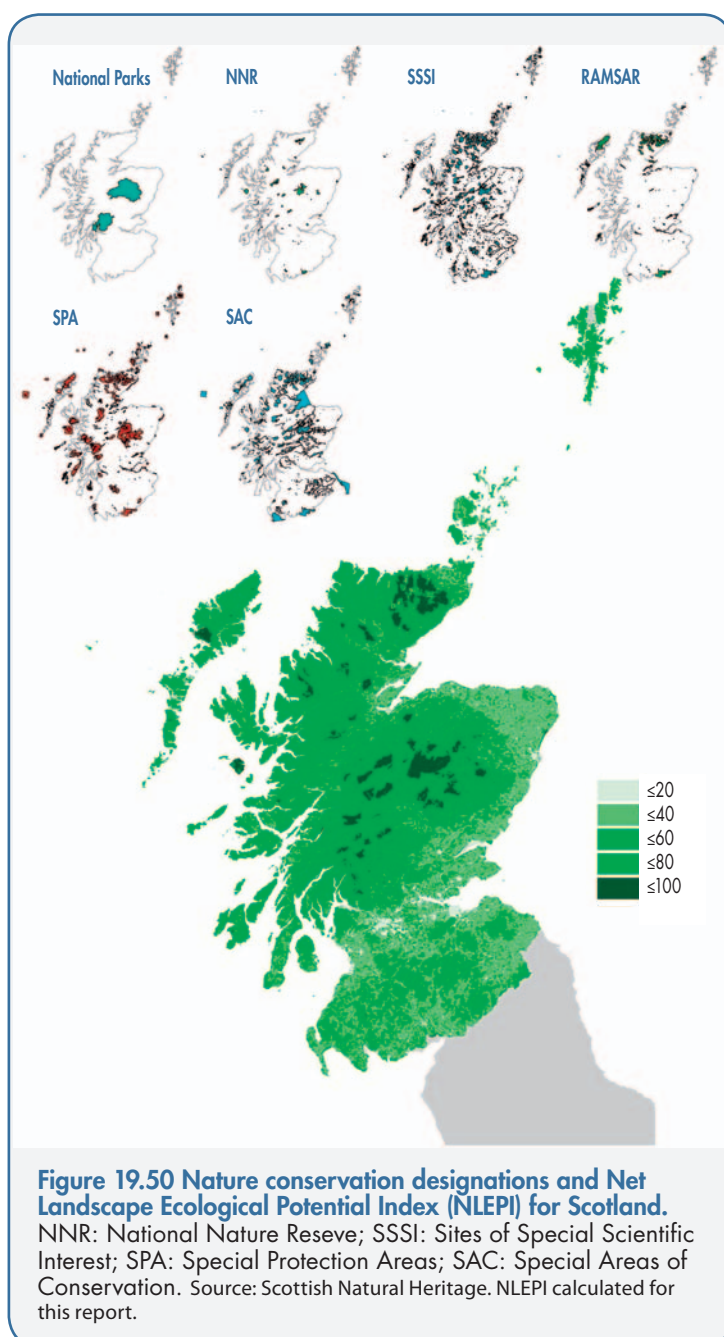 National Parks
NNR
SSSI
RAMSAR
SPA
SAC
≤20
≤40
≤60
≤80
≤100
Figure 19.50 Nature conservation designations and Net
Landscape Ecological Potential Index (NLEPI) for Scotland.
NNR: National Nature Reseve; SSSI: Sites of Special Scientific
Interest; SPA: Special Protection Areas; SAC: Special Areas of
Conservation. Source: Scottish Natural Heritage. NLEPI calculated for
this report.